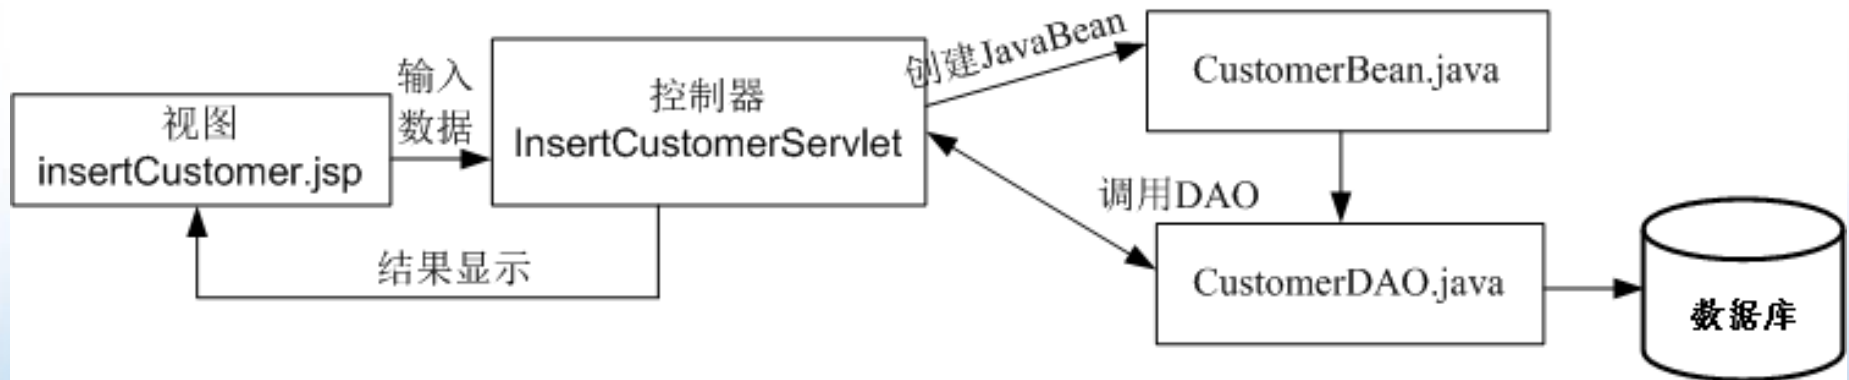 视图
insertCustomer.jsp
输入
数据
控制器
InsertCustomerServlet
结果显示
创建JavaBean
CustomerBean.java
调用DAO
CustomerDAO.java
数据库